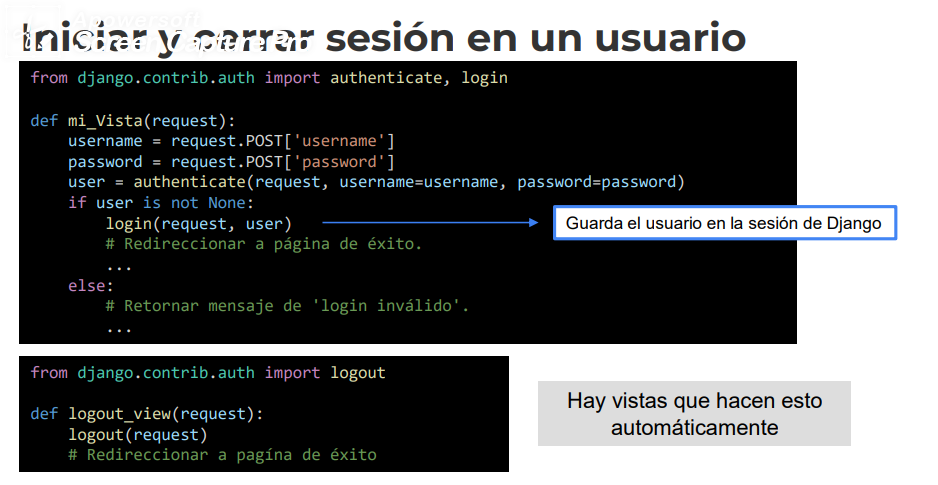 Apowersoft
Screen Capture Pro
Iniciar y cerrar sesión en un usuario
from django.contrib.auth import authenticate, login
def mi_Vista(request):
username = request.POST['username']
password = request.POST['password']
user = authenticate(request, username=username, password=password)
if user is not None:
login(request, user)
Guarda el usuario en la sesión de Django
# Redireccionar a página de éxito.
...
else:
# Retornar mensaje de 'login inválido'.
...
from django.contrib.auth import logout
def logout_view(request):
logout(request)
# Redireccionar a pagína de éxito
Hay vistas que hacen esto
automáticamente